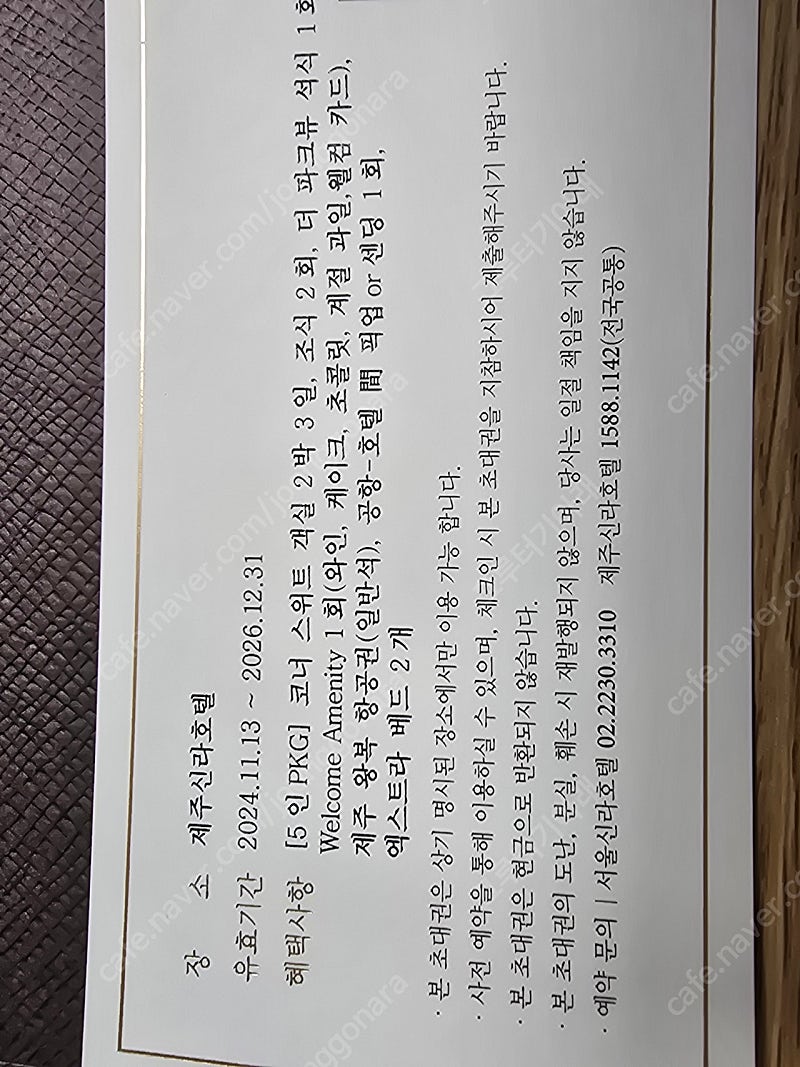 장 소 제주신라호텔
유효기간 2024.11.13 ~ 2026.12.31
혜택사항 [5인PKG] 코너 스위트 객실 2박 3일, 조식 2회, 더 파크뷰 석식 1회
Welcome Amenity 1회(와인, 케이크, 초콜릿, 계절 과일,웰컴 카드),
제주 왕복 항공권(일반석), 공항-호텔 間 픽업 or 센딩 1회,
엑스트라 베드 2개
· 본 초대권은 상기 명시된 장소에서만 이용 가능 합니다.
· 사전 예약을 통해 이용하실 수 있으며, 체크인 시 본 초대권을 지참하시어 제출해주시기 바랍니다.
· 본 초대권은 현금으로 반환되지 않습니다.
· 본 초대권의 도난, 분실, 훼손 시 재발행되지 않으며, 당사는 일절 책임을 지지 않습니다.
· 예약 문의 | 서울신라호텔 02.2230.3310 제주신라호텔 1588.1142(전국공통)
cafe.naver.com/joonggonara